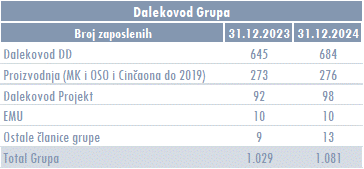 Dalekovod Grupa
Broj zaposlenih 31.12.2023 31.12.2024
Dalekovod DD 645 684
Proizvodnja (MK i OSO i Cinčaona do 2019) 273 276
Dalekovod Projekt 92 98
EMU 10 10
Ostale članice grupe 9 13
Total Grupa 1.029 1.081